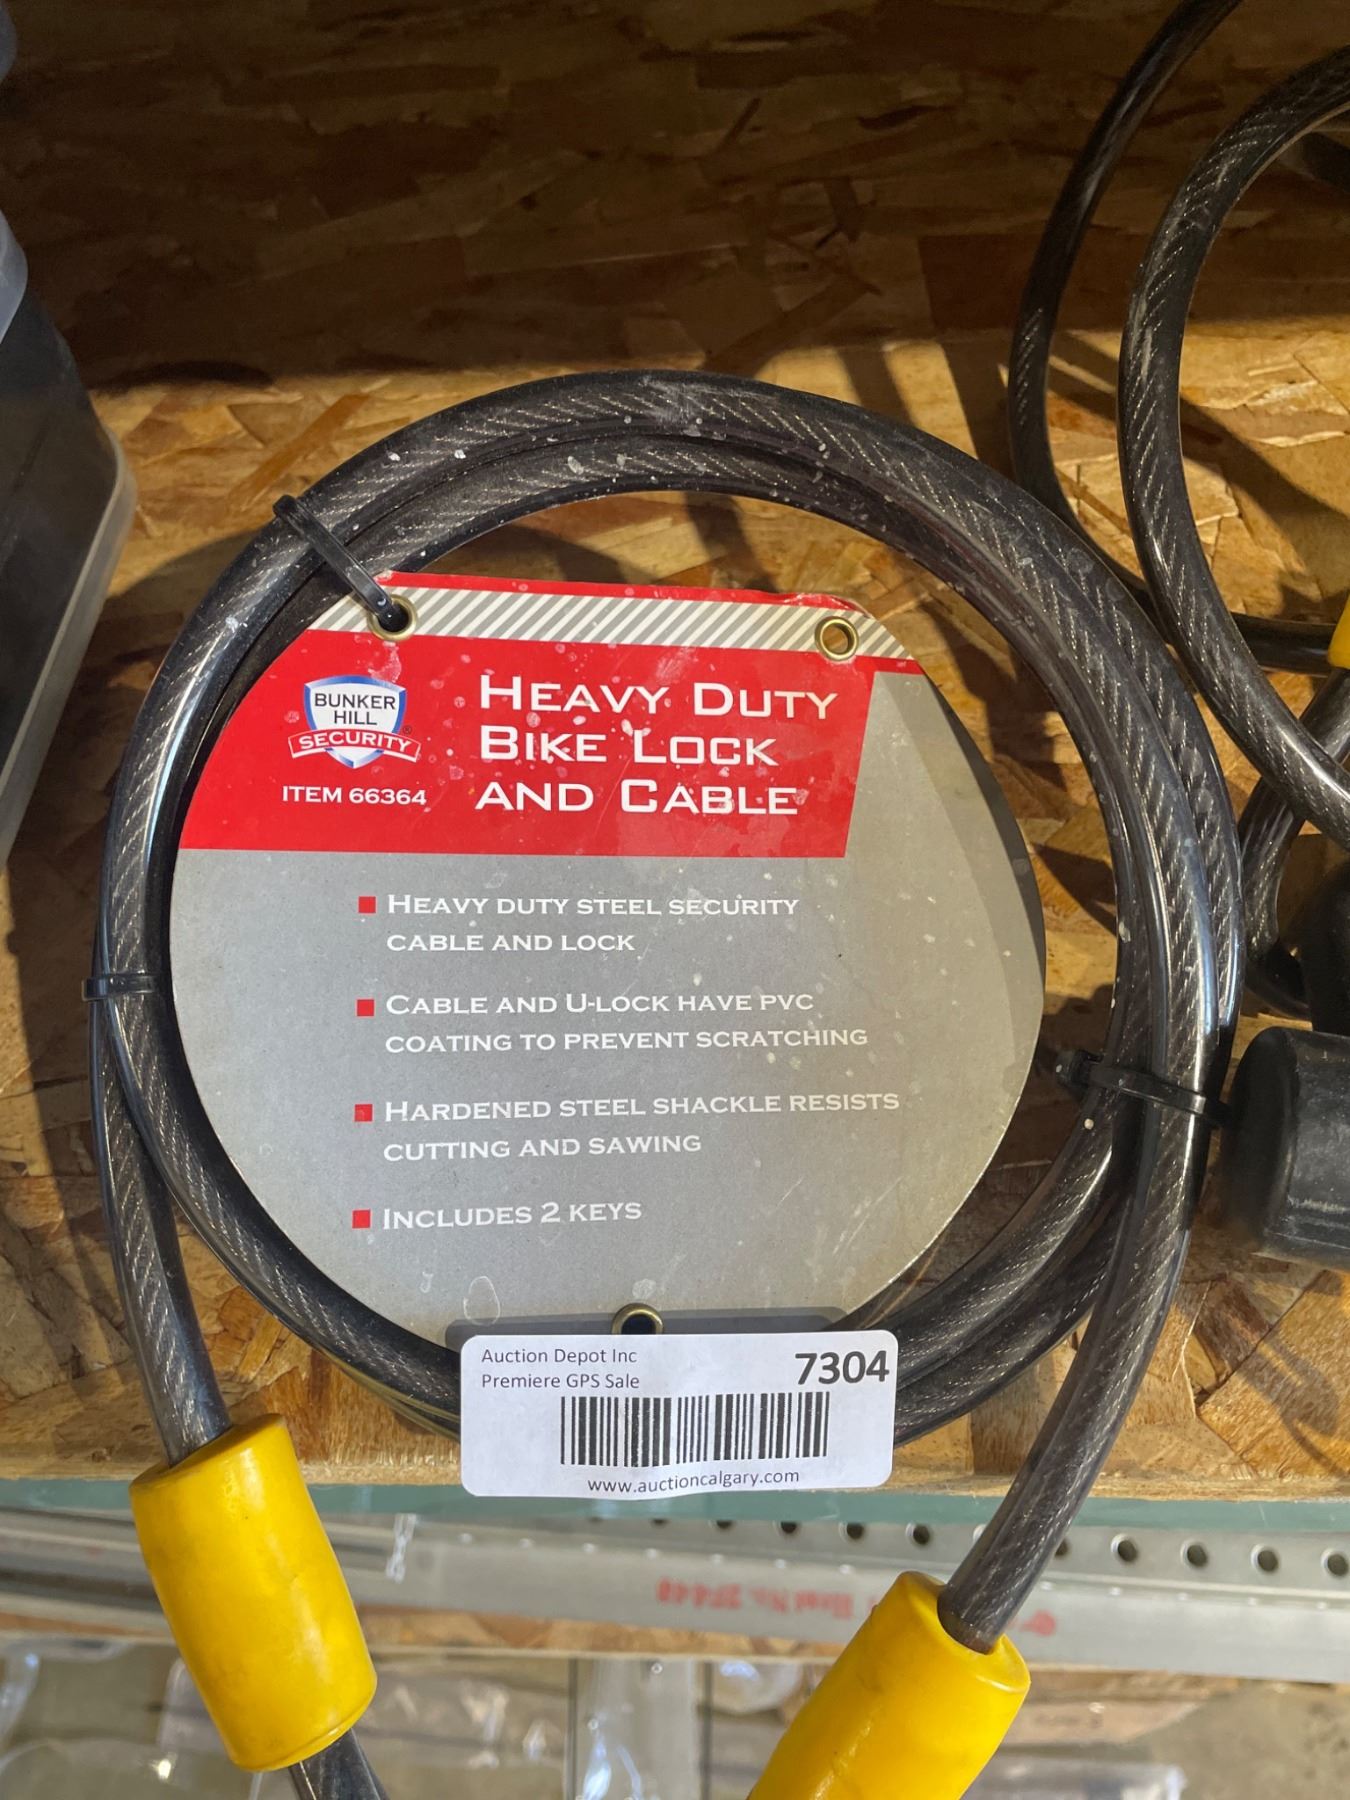 BUNKER
HILL
SECURITY®
ITEM 66364
HEAVY DUTY
BIKE LOCK
AND CABLE
HEAVY DUTY STEEL SECURITY
CABLE AND LOCK
CABLE AND U-LOCK HAVE PVC
COATING TO PREVENT SCRATCHING
HARDENED STEEL SHACKLE RESISTS
CUTTING AND SAWING
INCLUDES 2 KEYS
Auction Depot Inc
Premiere GPS Sale
7304
www.auctioncalgary.com